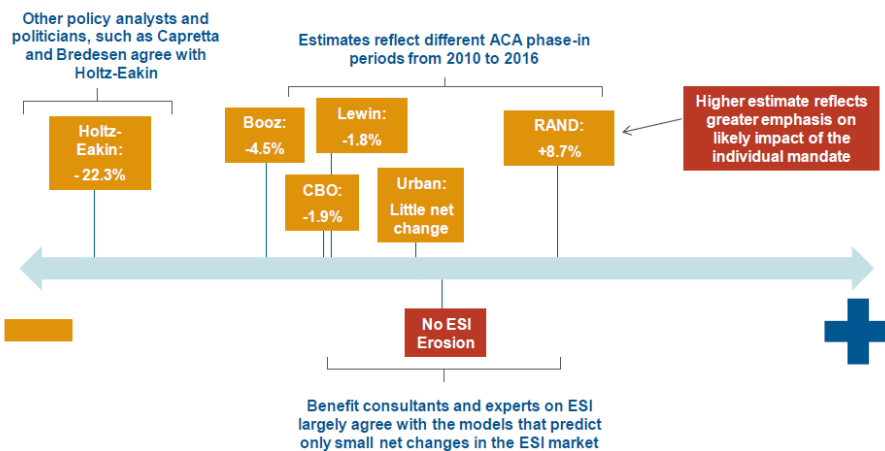 Other policy analysts and
politicians, such as Capretta
and Bredesen agree with
Holtz-Eakin
Estimates reflect different ACA phase-in
periods from 2010 to 2016
Holtz-
Eakin:
- 22.3%
Booz:
-4.5%
Lewin:
-1.8%
CBO:
-1.9%
Urban:
Little net
change
RAND:
+8.7%
Higher estimate reflects
greater emphasis on
likely impact of the
individual mandate
No ESI
Erosion
Benefit consultants and experts on ESI
largely agree with the models that predict
only small net changes in the ESI market